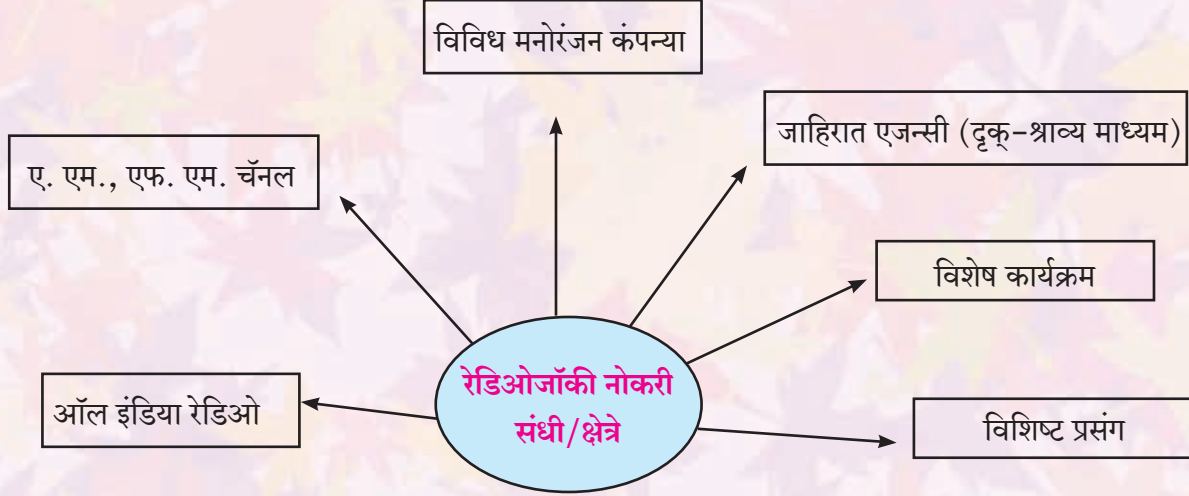 विविध मनोरंजन कंपन्या
जाहिरात एजन्सी (दृक्-श्राव्य माध्यम)
ए. एम., एफ. एम. चॅनल
विशेष कार्यक्रम
रेडिओजॉकी नोकरी
संधी/क्षेत्रे
ऑल इंडिया रेडिओ
विशिष्ट प्रसंग